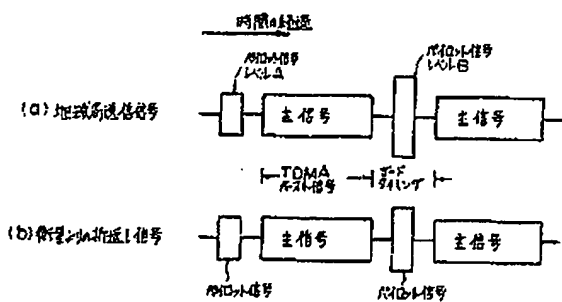 時間の経過
パイロット信号
レベルA
パイロット信号
レベルB
(a) 地球局送信信号
主信号
主信号
TDMA
バースト信号
ガード
タイミング
(b) 衛星よりの折返し信号
主信号
主信号
パイロット信号
パイロット信号